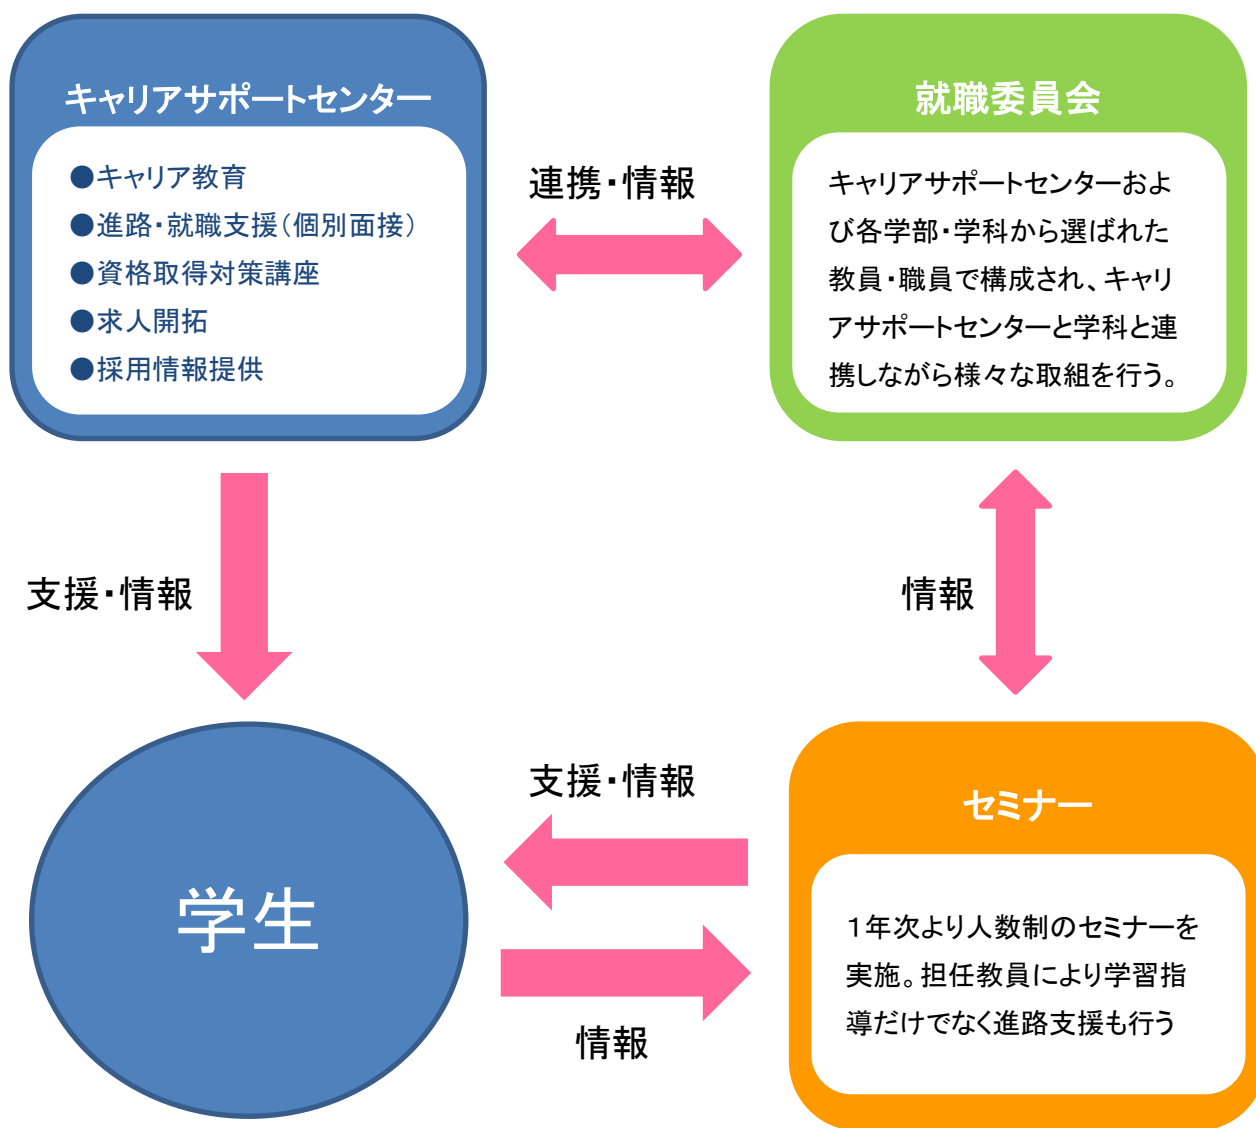 キャリアサポートセンター
●キャリア教育
●進路・就職支援（個別面接）
●資格取得対策講座
●求人開拓
●採用情報提供
連携・情報
就職委員会
キャリアサポートセンターおよ
び各学部・学科から選ばれた
教員・職員で構成され、キャリ
アサポートセンターと学科と連
携しながら様々な取組を行う。
支援・情報
情報
学生
支援・情報
情報
セミナー
１年次より人数制のセミナーを
実施。担任教員により学習指
導だけでなく進路支援も行う